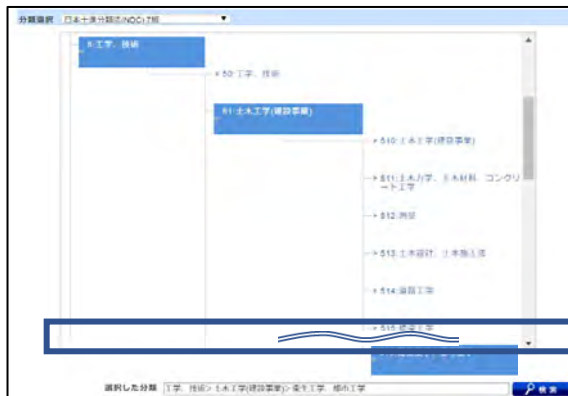 分類選択 日本十進分類法(NDC) 7版
5:工学、技術
50:工学、技術
51:土木工学(建設事業)
510:土木工学(建設事業)
511:土木力学、土木材料、コンクリ
ート工学
512:測量
513:土木設計、土木施工法
514:道路工学
515:橋梁工学
選択した分類 工学、技術> 土木工学(建設事業)> 衛生工学、都市工学
検索